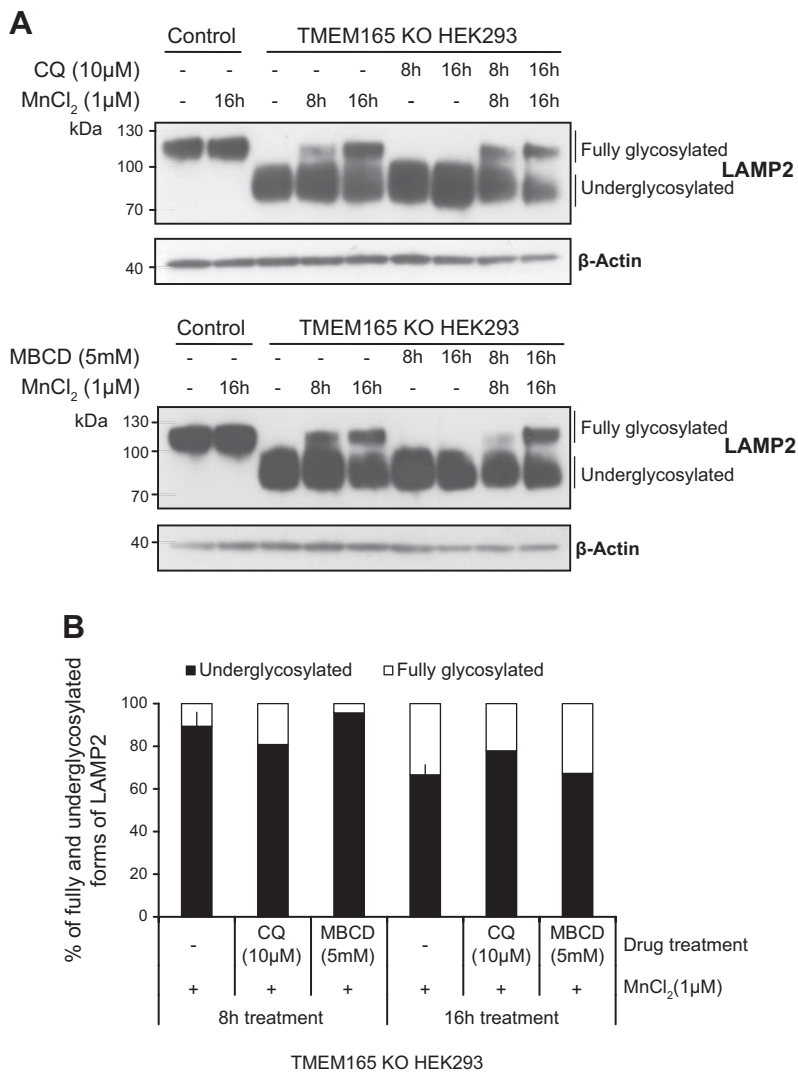 A
Control TMEM165 KO HEK293
CQ (10µM) - - - - - 8h 16h 8h 16h
MnCl2 (1µM) - 16h - 8h 16h - - 8h 16h
kDa
130
100
70
Fully glycosylated
LAMP2
Underglycosylated
40
β-Actin
Control TMEM165 KO HEK293
MBCD (5mM) - - - - - 8h 16h 8h 16h
MnCl2 (1µM) - 16h - 8h 16h - - 8h 16h
kDa
130
100
70
Fully glycosylated
LAMP2
Underglycosylated
40
β-Actin
B
Underglycosylated Fully glycosylated
% of fully and underglycosylated
forms of LAMP2
100
80
60
40
20
0
- CQ (10µM) MBCD (5mM) - CQ (10µM) MBCD (5mM) Drug treatment
+ + + + + + MnCl2(1µM)
8h treatment 16h treatment
TMEM165 KO HEK293